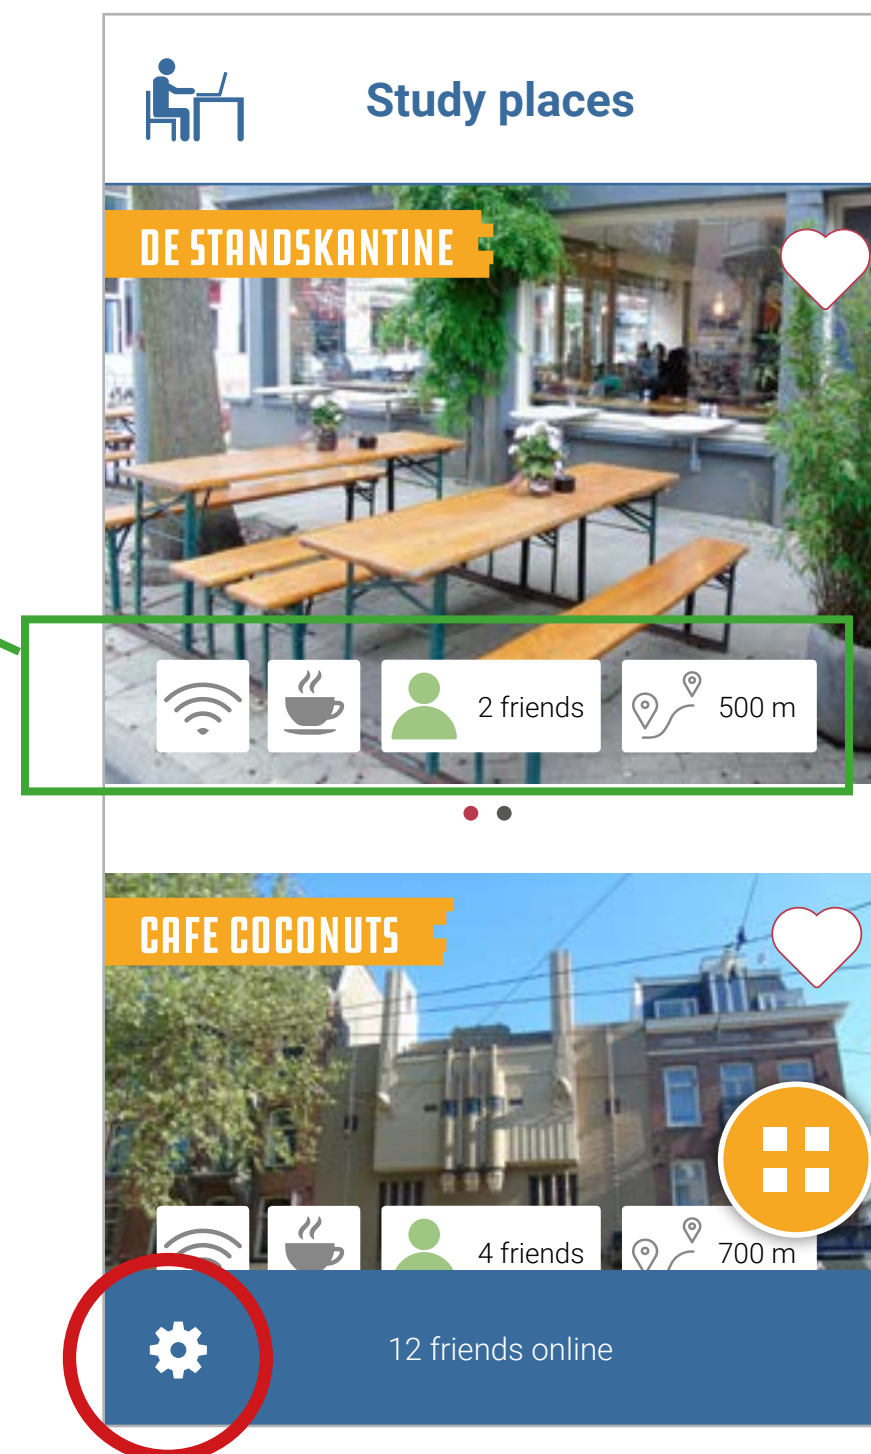 Study places
DE STANDSKANTINE
2 friends
500 m
CAFE COCONUTS
4 friends
700 m
12 friends online